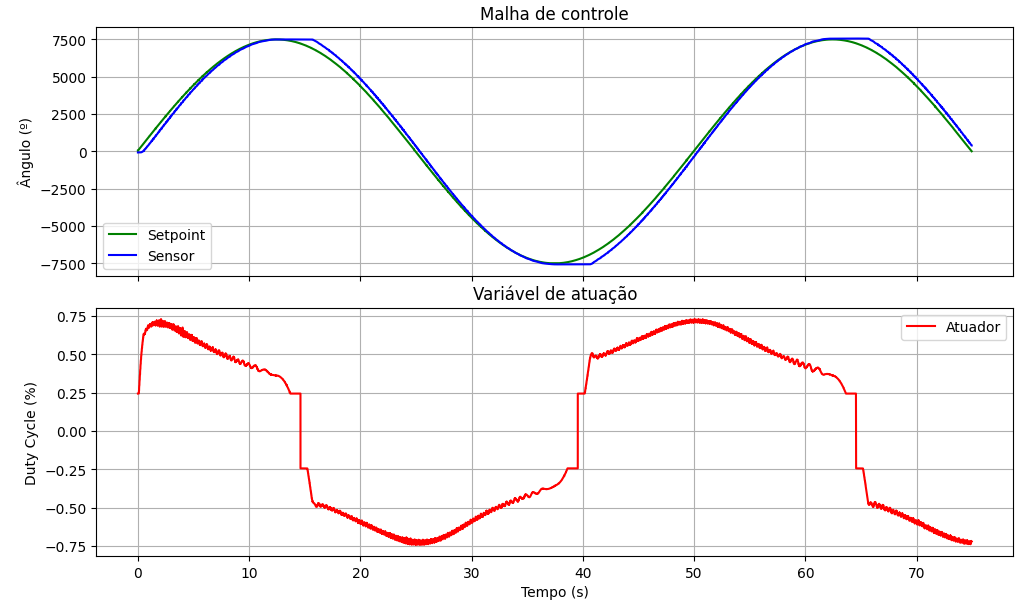 Malha de controle
7500
5000
2500
0
−2500
−5000
−7500
Ângulo (º)
Setpoint
Sensor
Variável de atuação
0.75
0.50
0.25
0.00
−0.25
−0.50
−0.75
Duty Cycle (%)
Atuador
0 10 20 30 40 50 60 70
Tempo (s)